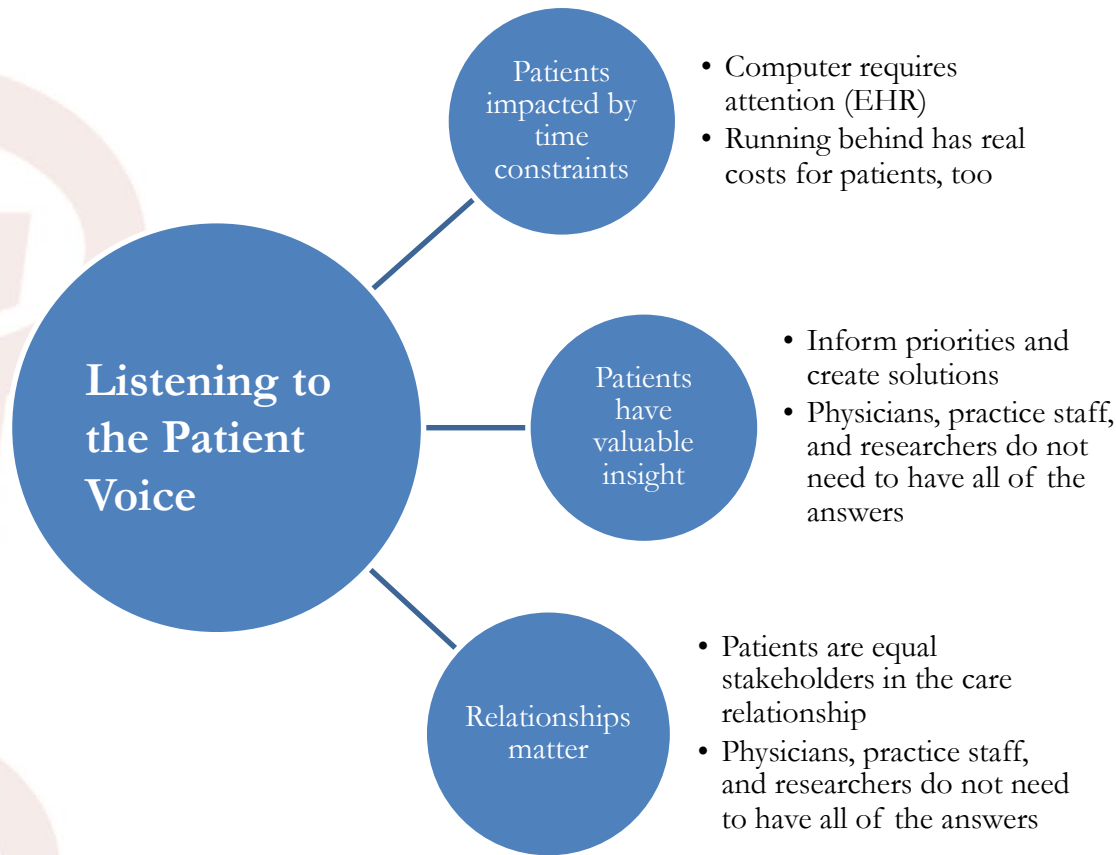 Patients
impacted by
time
constraints
• Computer requires
attention (EHR)
• Running behind has real
costs for patients, too
Listening to
the Patient
Voice
Patients
have
valuable
insight
• Inform priorities and
create solutions
• Physicians, practice staff,
and researchers do not
need to have all of the
answers
Relationships
matter
• Patients are equal
stakeholders in the care
relationship
• Physicians, practice staff,
and researchers do not need
to have all of the answers